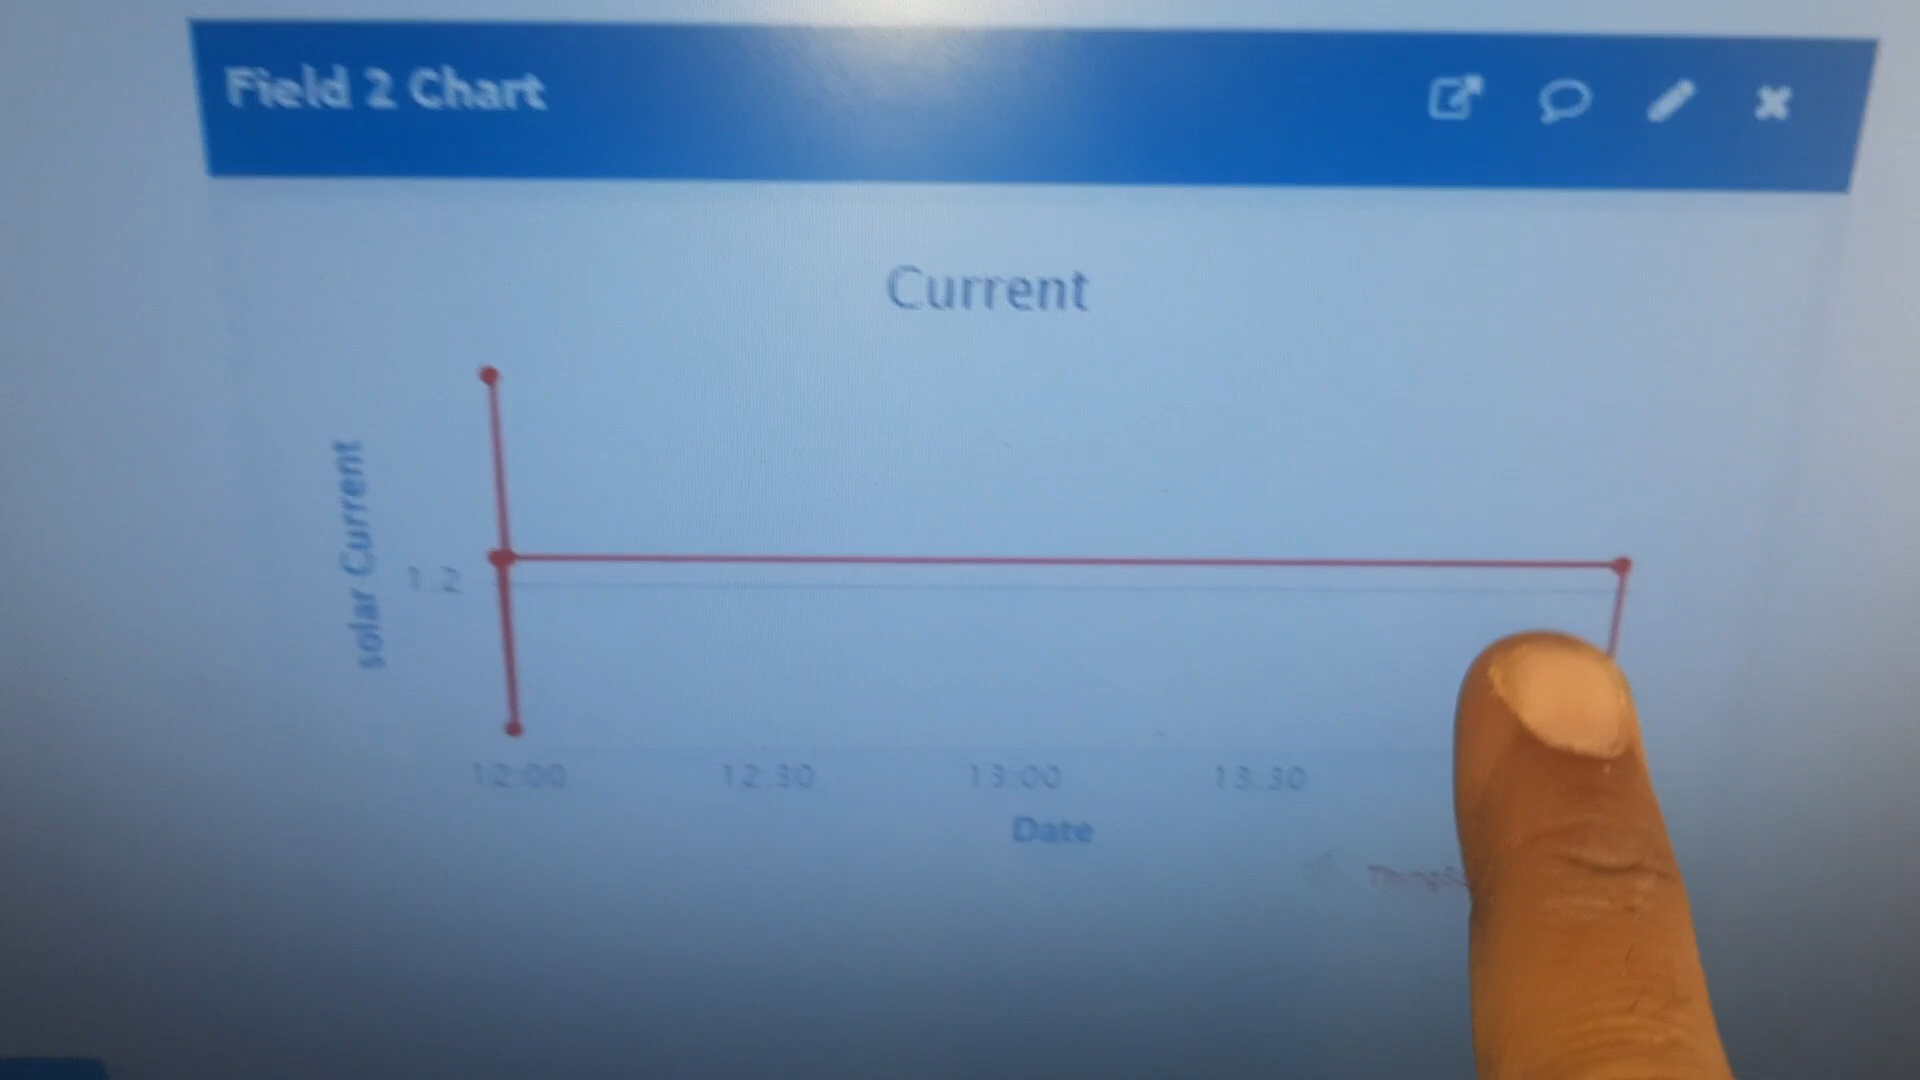 Field 2 Chart
Current
solar Current
1.2
12:00 12:30 13:00 13:30
Date